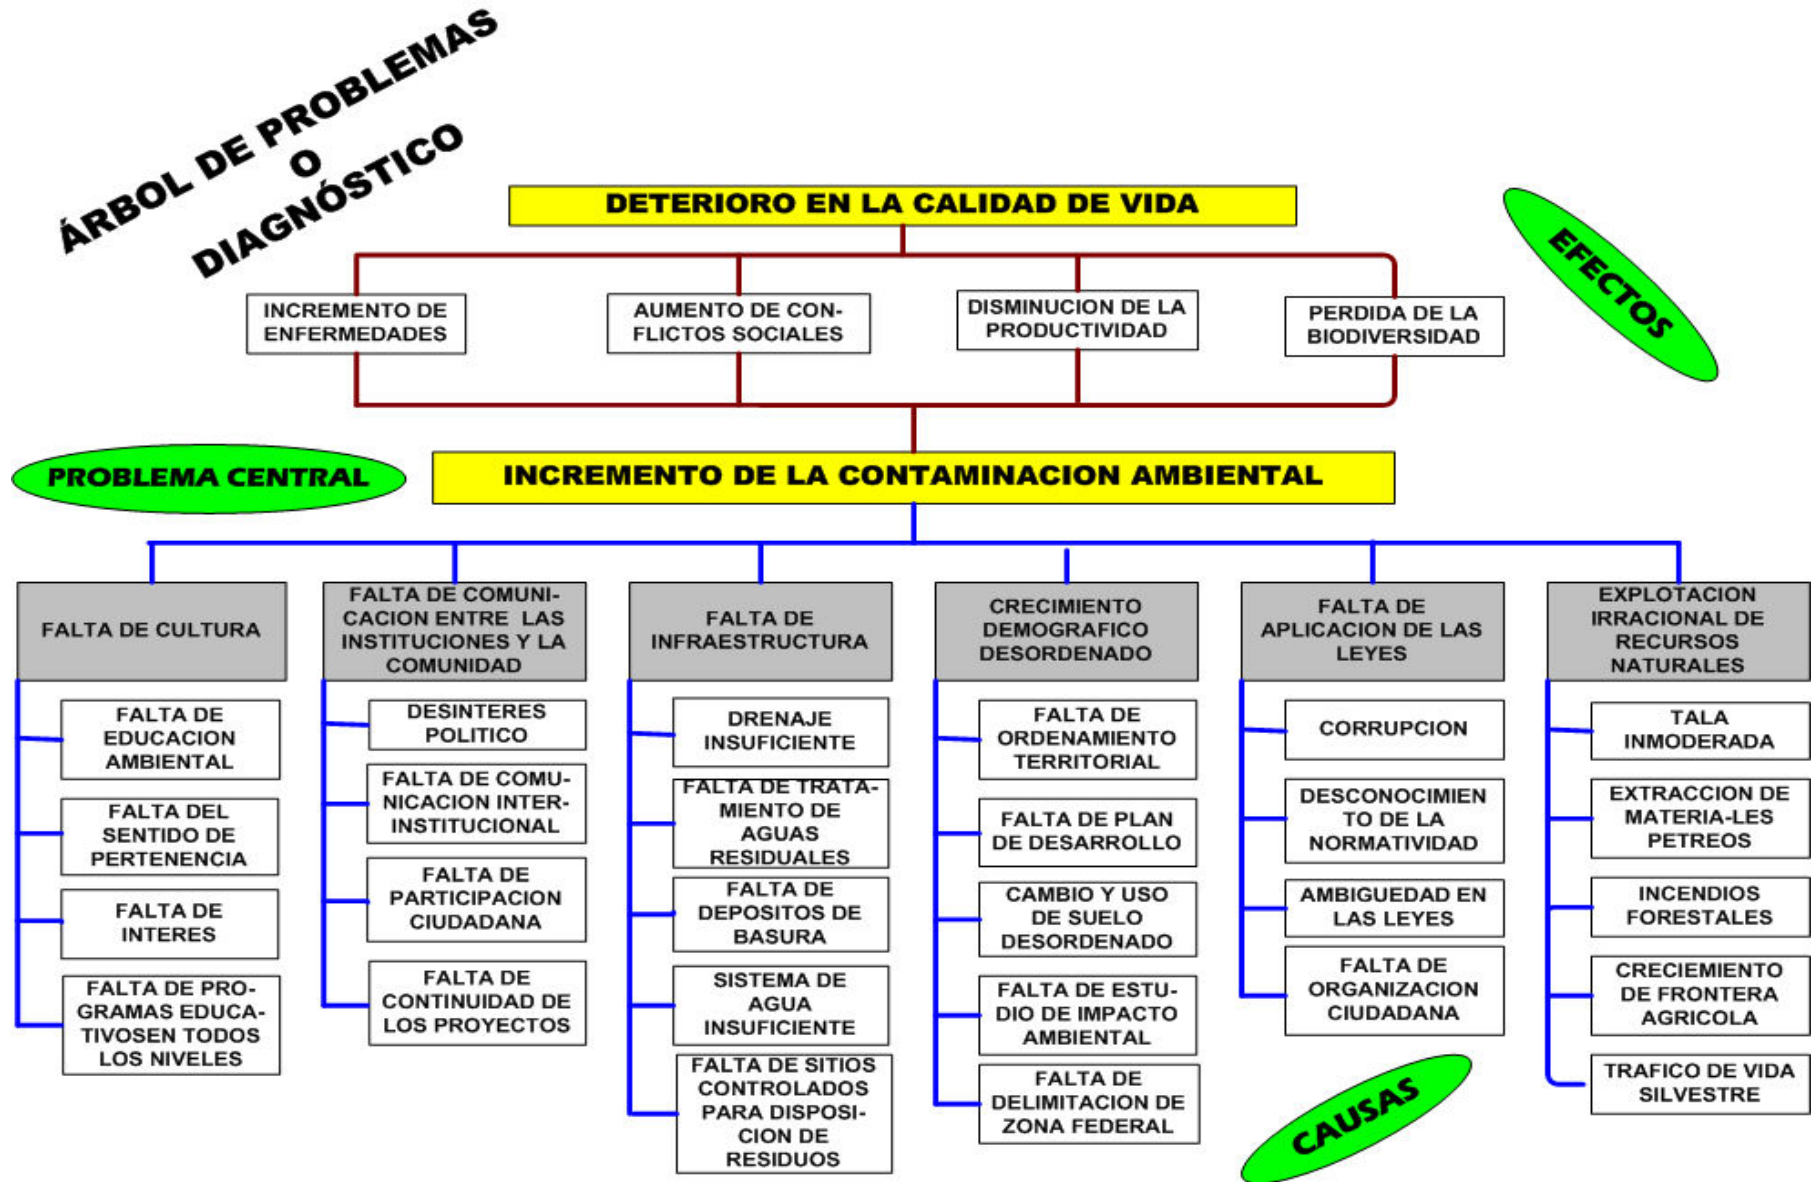 ÁRBOL DE PROBLEMAS
O
DIAGNÓSTICO
DETERIORO EN LA CALIDAD DE VIDA
EFECTOS
INCREMENTO DE
ENFERMEDADES
AUMENTO DE CON-
FLICTOS SOCIALES
DISMINUCION DE LA
PRODUCTIVIDAD
PERDIDA DE LA
BIODIVERSIDAD
PROBLEMA CENTRAL
INCREMENTO DE LA CONTAMINACION AMBIENTAL
FALTA DE CULTURA
FALTA DE EDUCACION
AMBIENTAL
FALTA DEL
SENTIDO DE
PERTENENCIA
FALTA DE
INTERES
FALTA DE PRO-
GRAMAS EDUCA-
TIVOSEN TODOS
LOS NIVELES
FALTA DE COMUNI-
CACION ENTRE LAS
INSTITUCIONES Y LA
COMUNIDAD
DESINTERES
POLITICO
FALTA DE COMU-
NICACION INTER-
INSTITUCIONAL
FALTA DE
PARTICIPACION
CIUDADANA
FALTA DE
CONTINUIDAD DE
LOS PROYECTOS
FALTA DE
INFRAESTRUCTURA
DRENAJE
INSUFICIENTE
FALTA DE TRATA-
MIENTO DE
AGUAS
RESIDUALES
FALTA DE
DEPOSITOS DE
BASURA
SISTEMA DE
AGUA
INSUFICIENTE
FALTA DE SITIOS
CONTROLADOS
PARA DISPOSI-
CION DE
RESIDUOS
CRECIMIENTO
DEMOGRAFICO
DESORDENADO
FALTA DE
ORDENAMIENTO
TERRITORIAL
FALTA DE PLAN
DE DESARROLLO
CAMBIO Y USO
DE SUELO
DESORDENADO
FALTA DE ESTU-
DIO DE IMPACTO
AMBIENTAL
FALTA DE
DELIMITACION DE
ZONA FEDERAL
FALTA DE
APLICACION DE LAS
LEYES
CORRUPCION
DESCONOCIMIEN
TO DE LA
NORMATIVIDAD
AMBIGUEDAD EN
LAS LEYES
FALTA DE
ORGANIZACION
CIUDADANA
EXPLOTACION
IRRACIONAL DE
RECURSOS
NATURALES
TALA
INMODERADA
EXTRACCION DE
MATERIA-LES
PETREOS
INCENDIOS
FORESTALES
CRECIEMIENTO
DE FRONTERA
AGRICOLA
TRAFICO DE VIDA
SILVESTRE
CAUSAS